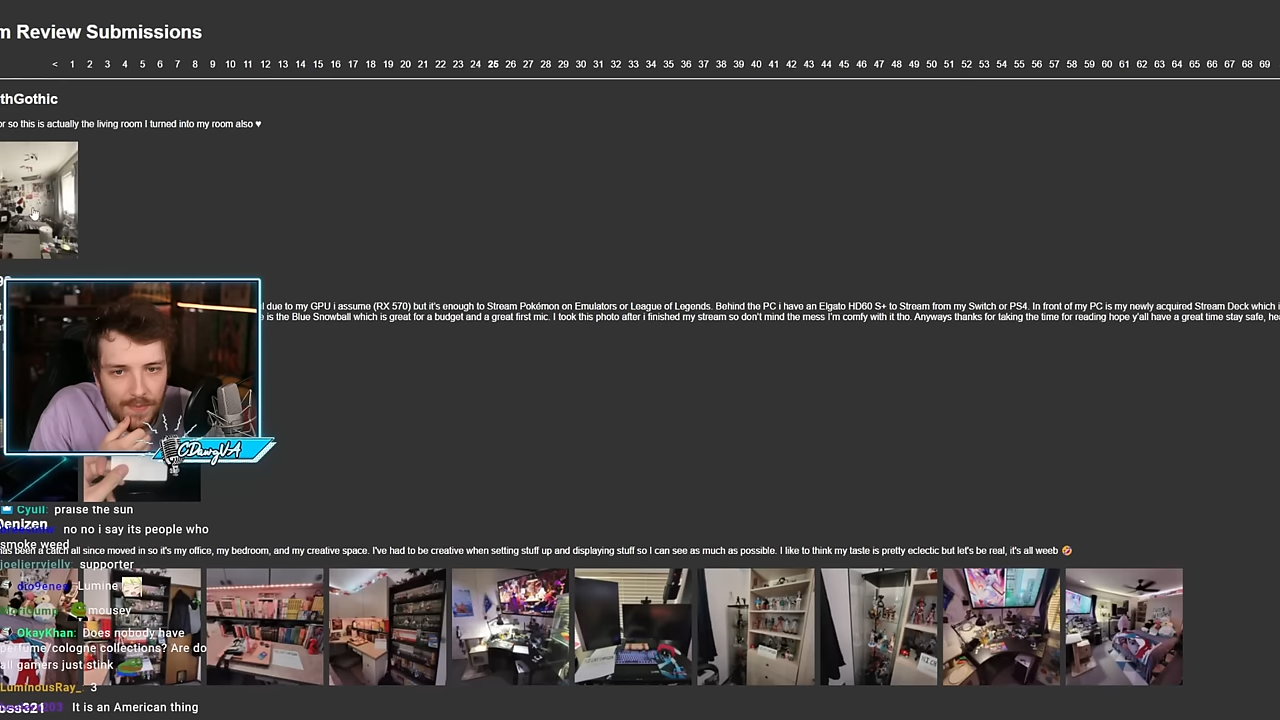 m Review Submissions
< 1 2 3 4 5 6 7 8 9 10 11 12 13 14 15 16 17 18 19 20 21 22 23 24 25 26 27 28 29 30 31 32 33 34 35 36 37 38 39 40 41 42 43 44 45 46 47 48 49 50 51 52 53 54 55 56 57 58 59 60 61 62 63 64 65 66 67 68 69
thGothic
or so this is actually the living room I turned into my room also ♥
l due to my GPU i assume (RX 570) but it's enough to Stream Pokémon on Emulators or League of Legends. Behind the PC i have an Elgato HD60 S+ to Stream from my Switch or PS4. In front of my PC is my newly acquired Stream Deck which i
is the Blue Snowball which is great for a budget and a great first mic. I took this photo after i finished my stream so don't mind the mess I'm comfy with it tho. Anyways thanks for taking the time for reading hope y'all have a great time stay safe, hea
CDawgVA
Cyuil: praise the sun
Denizen
no no i say its people who
smoke weed
has been a catch all since moved in so it's my office, my bedroom, and my creative space. I've had to be creative when setting stuff up and displaying stuff so I can see as much as possible. I like to think my taste is pretty eclectic but let's be real, it's all weeb 🤣
joeljerryielly: supporter
dio9enes: Lumine
mousey
OkayKhan: Does nobody have
perfume/cologne collections? Are do
all gamers just stink
LuminousRay_: 3
It is an American thing